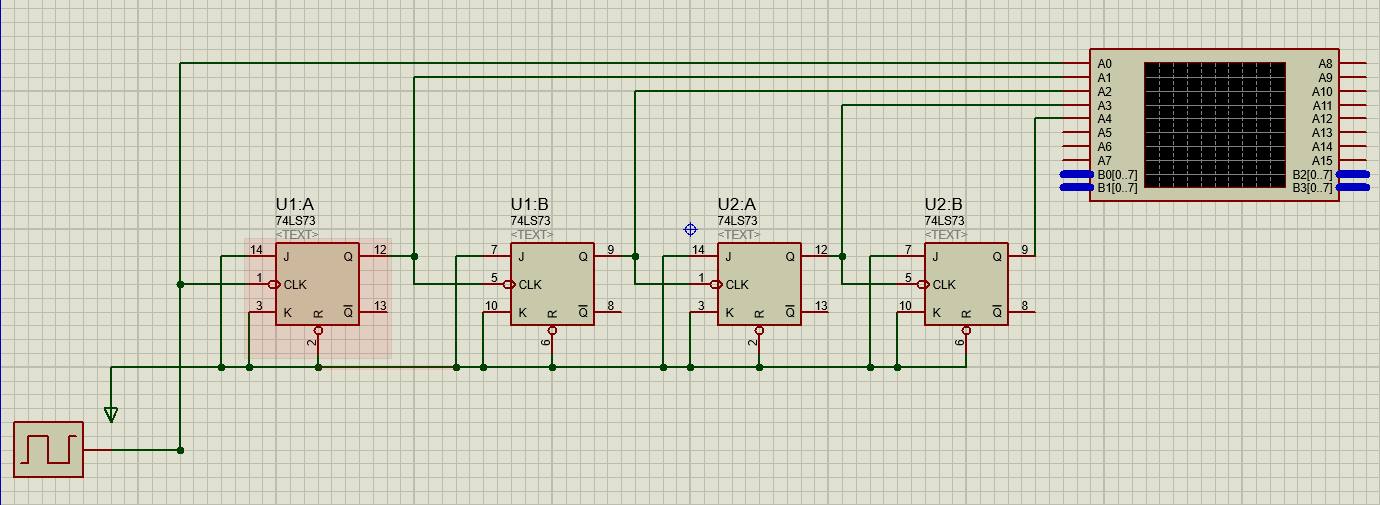 A0
A1
A2
A3
A4
A5
A6
A7
B0[0..7]
B1[0..7]
A8
A9
A10
A11
A12
A13
A14
A15
B2[0..7]
B3[0..7]
U1:A
74LS73
<TEXT>
14
J
Q
12
1
CLK
3
K
R
Q
13
2
U1:B
74LS73
<TEXT>
7
J
Q
9
5
CLK
10
K
R
Q
8
6
U2:A
74LS73
<TEXT>
14
J
Q
12
1
CLK
3
K
R
Q
13
2
U2:B
74LS73
<TEXT>
7
J
Q
9
5
CLK
10
K
R
Q
8
6